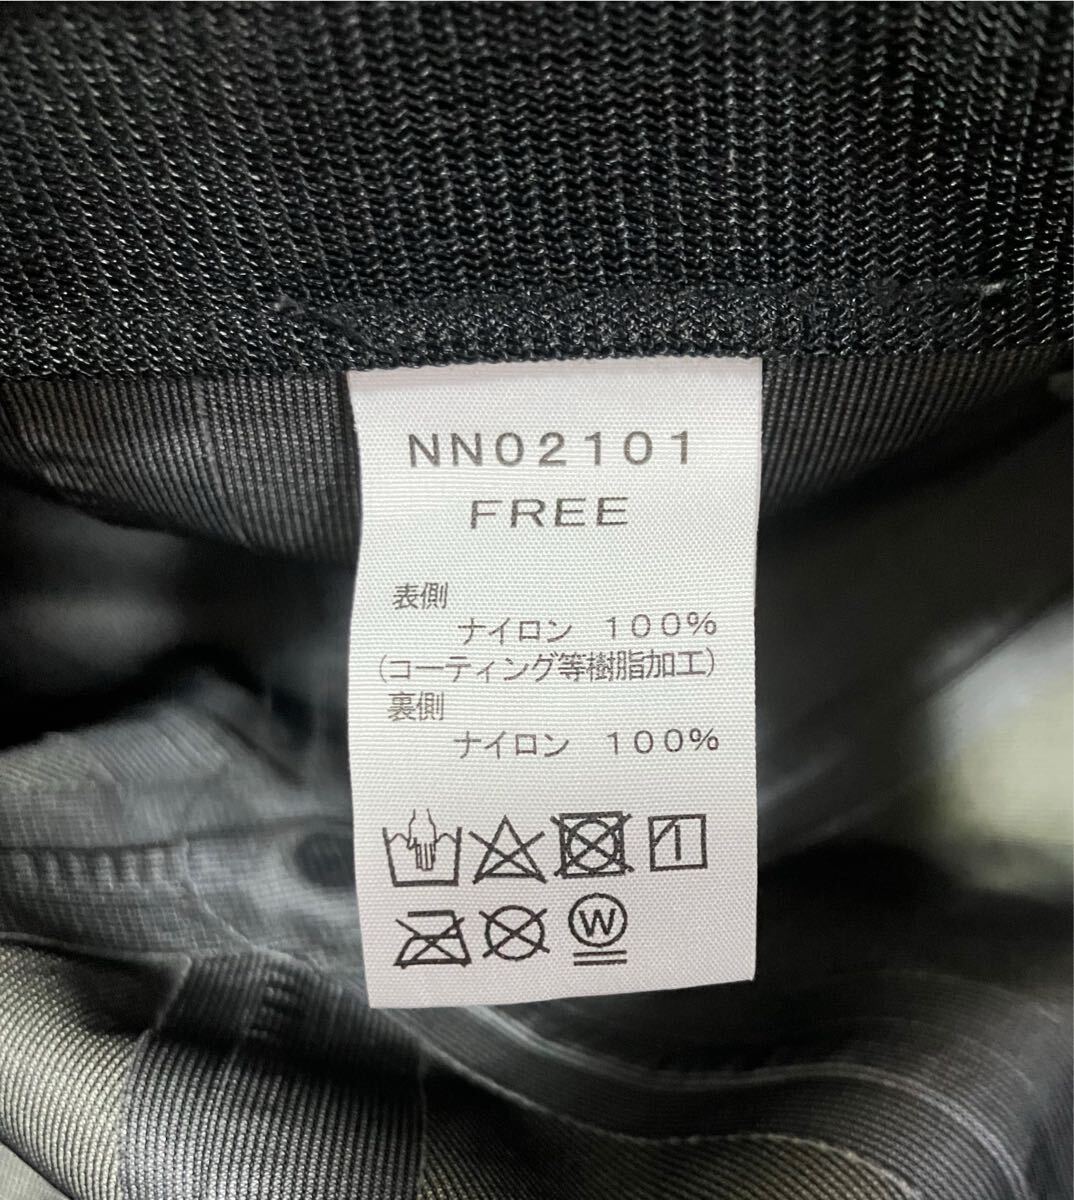 NN02101
FREE
表側
ナイロン 100%
(コーティング等樹脂加工)
裏側
ナイロン 100%
W